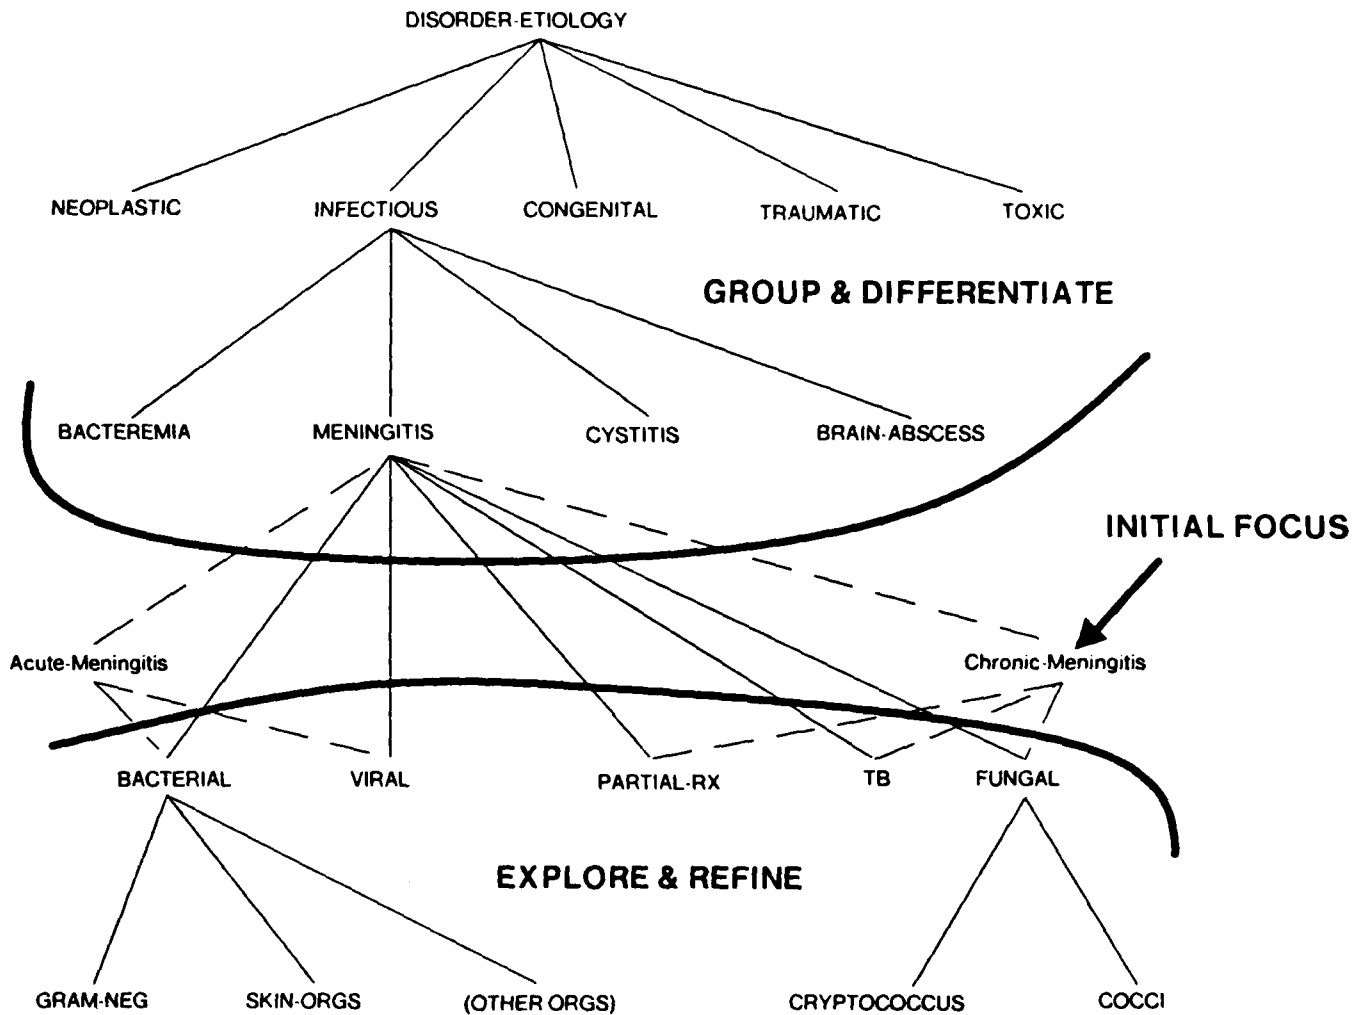 DISORDER-ETIOLOGY
NEOPLASTIC INFECTIOUS CONGENITAL TRAUMATIC TOXIC
GROUP & DIFFERENTIATE
BACTEREMIA MENINGITIS CYSTITIS BRAIN-ABSCESS
INITIAL FOCUS
Acute-Meningitis Chronic-Meningitis
BACTERIAL VIRAL PARTIAL-RX TB FUNGAL
EXPLORE & REFINE
GRAM-NEG SKIN-ORGS (OTHER ORGS) CRYPTOCOCCUS COCCI